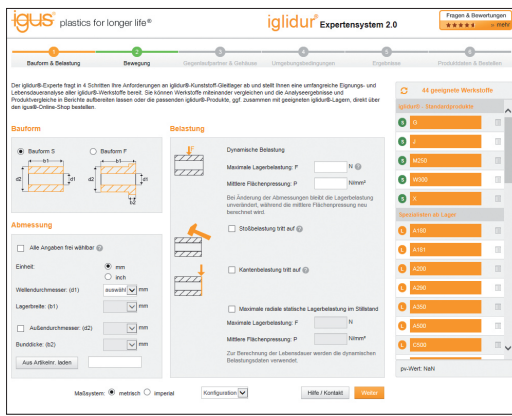 igus® plastics for longer life®
iglidur® Expertensystem 2.0
Fragen & Bewertungen
» mehr
1 2 3 4 5 6
Bauform & Belastung Bewegung Gegenlaufpartner & Gehäuse Umgebungsbedingungen Ergebnisse Produktdaten & Bestellen
Der iglidur®-Experte fragt in 4 Schritten Ihre Anforderungen an iglidur®-Kunststoff-Gleitlager ab und stellt Ihnen eine umfangreiche Eignungs- und
Lebensdaueranalyse aller iglidur®-Werkstoffe bereit. Sie können Werkstoffe miteinander vergleichen und die Analyseergebnisse und
Produktvergleiche in Berichte aufbereiten lassen oder die passenden iglidur®-Produkte, ggf. zusammen mit geeigneten iglidur®-Lagern, direkt über
den igus®-Online-Shop bestellen.
Bauform
Bauform S Bauform F
b1 b1
d2 d1 d2 d1
Abmessung
Alle Angaben frei wählbar
Einheit: mm
inch
Wellendurchmesser: (d1) auswähl mm
Lagerbreite: (b1) mm
Außendurchmesser: (d2) mm
Bunddicke: (b2) mm
Aus Artikelnr. laden
Belastung
F
Dynamische Belastung
Maximale Lagerbelastung: F N
Mittlere Flächenpressung: P N/mm²
Bei Änderung der Abmessungen bleibt die Lagerbelastung
unverändert, während die mittlere Flächenpressung neu
berechnet wird.
Stoßbelastung tritt auf
Kantenbelastung tritt auf
Maximale radiale statische Lagerbelastung im Stillstand
Maximale Lagerbelastung: F N
Mittlere Flächenpressung: P N/mm²
Zur Berechnung der Lebensdauer werden die dynamischen
Belastungsdaten verwendet.
44 geeignete Werkstoffe
iglidur® - Standardprodukte
S G
S J
S M250
S W300
S X
Spezialisten ab Lager
L A180
L A181
L A200
L A290
L A350
L A500
L C500
pv-Wert: Nahl
Maßsystem: metrisch imperial
Konfiguration
Hilfe / Kontakt
Weiter